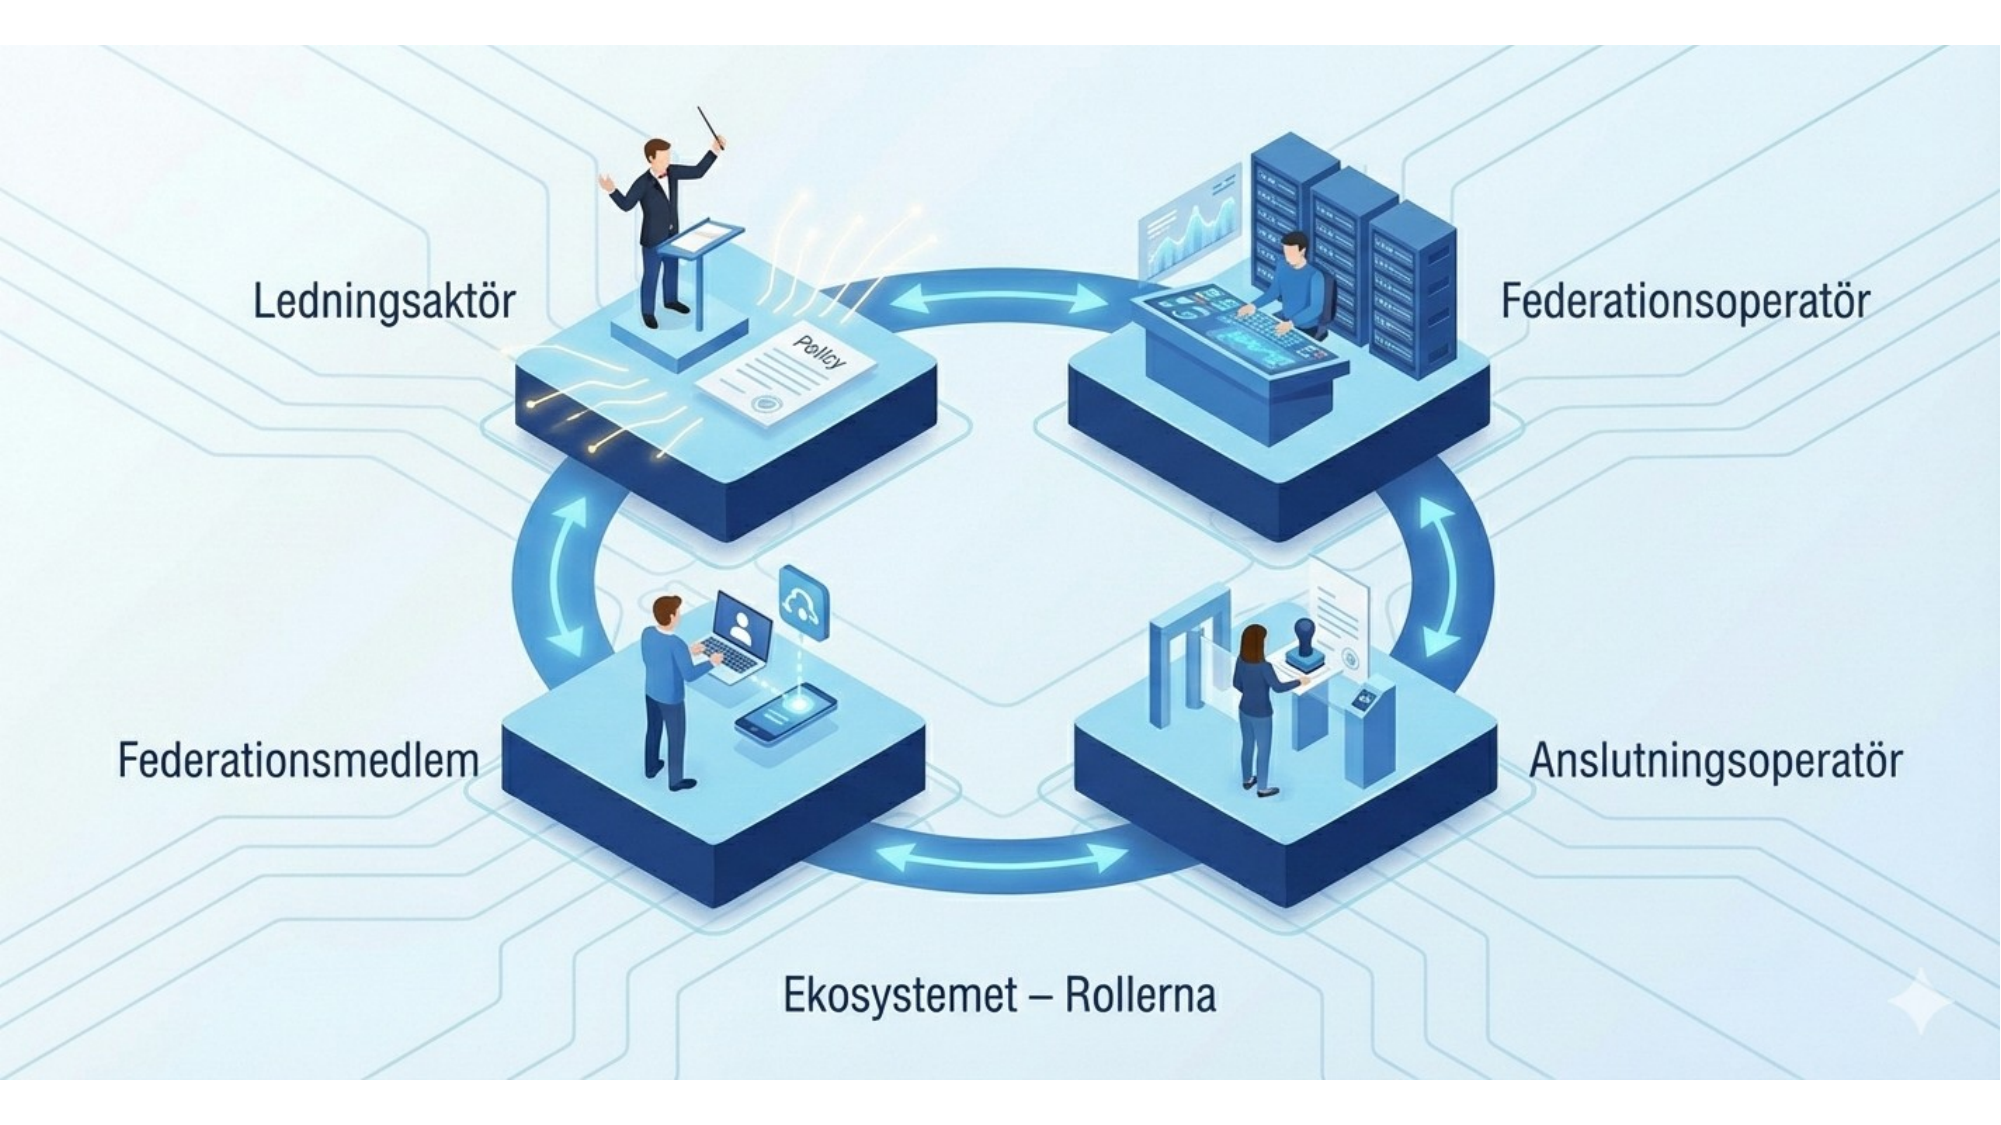 Ledningsaktör
Policy
Federationsoperatör
Federationsmedlem
Anslutningsoperatör
Ekosystemet – Rollerna